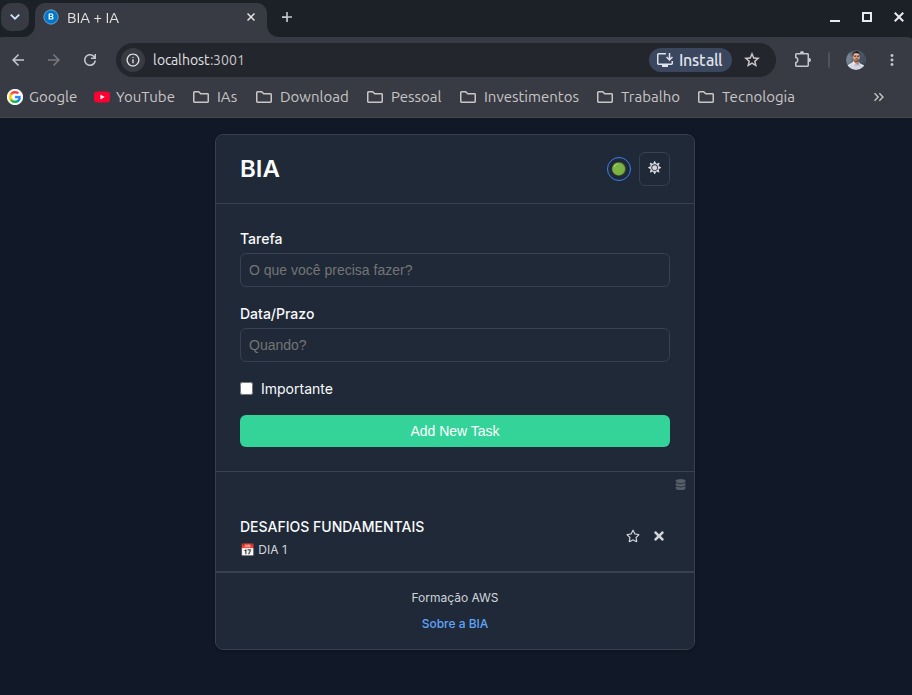 BIA + IA
localhost:3001
Install
Google
YouTube
IAs
Download
Pessoal
Investimentos
Trabalho
Tecnologia
BIA
Tarefa
O que você precisa fazer?
Data/Prazo
Quando?
Importante
Add New Task
DESAFIOS FUNDAMENTAIS
DIA 1
Formação AWS
Sobre a BIA